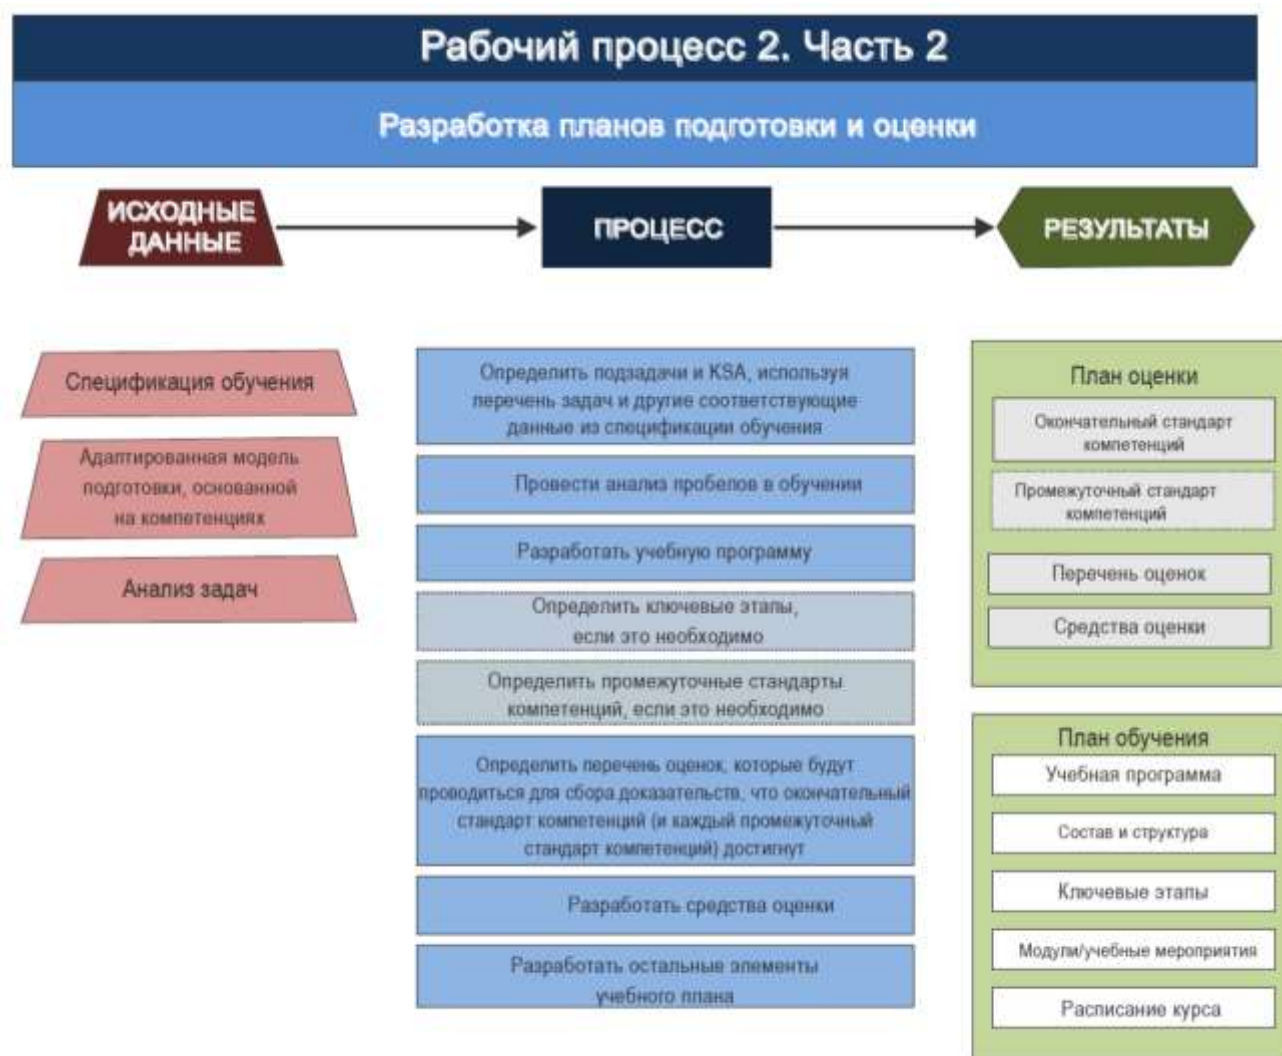 Рабочий процесс 2. Часть 2
Разработка планов подготовки и оценки
ИСХОДНЫЕ
ДАННЫЕ
ПРОЦЕСС
РЕЗУЛЬТАТЫ
Спецификация обучения
Адаптированная модель
подготовки, основанной
на компетенциях
Анализ задач
Определить подзадачи и KSA, используя
перечень задач и другие соответствующие
данные из спецификации обучения
Провести анализ пробелов в обучении
Разработать учебную программу
Определить ключевые этапы,
если это необходимо
Определить промежуточные стандарты
компетенций, если это необходимо
Определить перечень оценок, которые будут
проводиться для сбора доказательств, что окончательный
стандарт компетенций (и каждый промежуточный
стандарт компетенций) достигнут
Разработать средства оценки
Разработать остальные элементы
учебного плана
План оценки
Окончательный стандарт
компетенций
Промежуточный стандарт
компетенций
Перечень оценок
Средства оценки
План обучения
Учебная программа
Состав и структура
Ключевые этапы
Модули/учебные мероприятия
Расписание курса